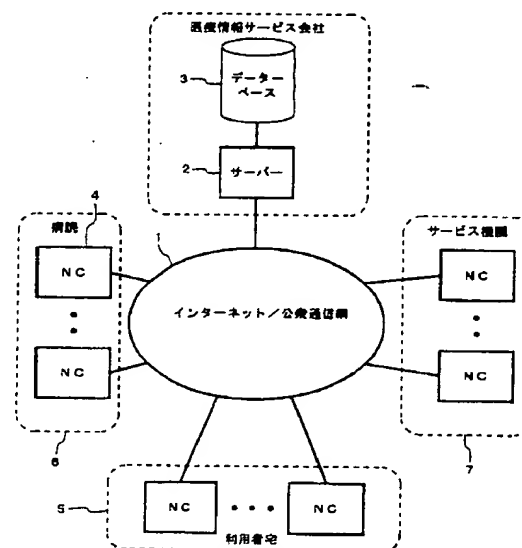 医療情報サービス会社
3
データー
ベース
2
サーバー
4
病院
1
サービス機関
NC
NC
インターネット/公衆通信網
NC
NC
6
7
5
NC
NC
利用者宅